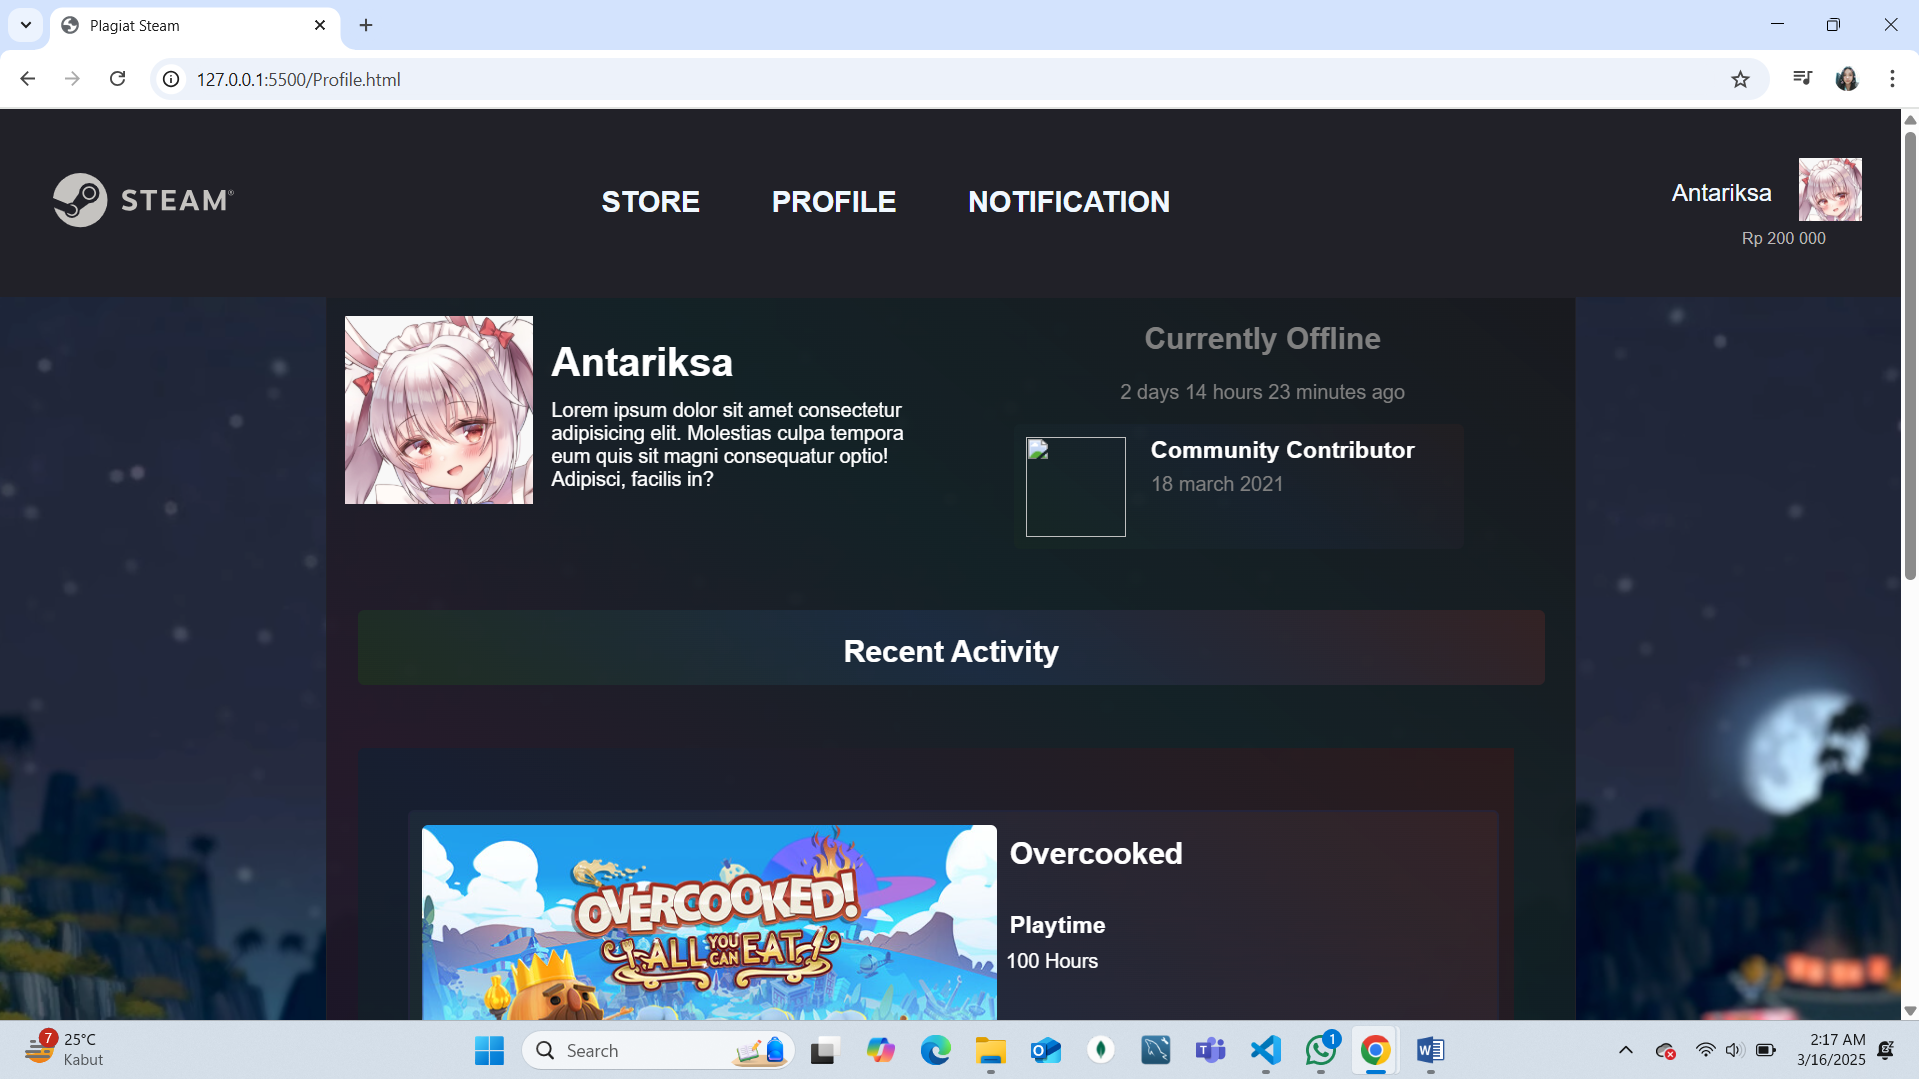 Plagiat Steam
127.0.0.1:5500/Profile.html
STEAM®
STORE
PROFILE
NOTIFICATION
Antariksa
Rp 200 000
Antariksa
Lorem ipsum dolor sit amet consectetur
adipisicing elit. Molestias culpa tempora
eum quis sit magni consequatur optio!
Adipisci, facilis in?
Currently Offline
2 days 14 hours 23 minutes ago
Community Contributor
18 march 2021
Recent Activity
OVERCOOKED!
ALL YOU CAN EAT
Overcooked
Playtime
100 Hours
7
25°C
Kabut
Search
1
2:17 AM
3/16/2025